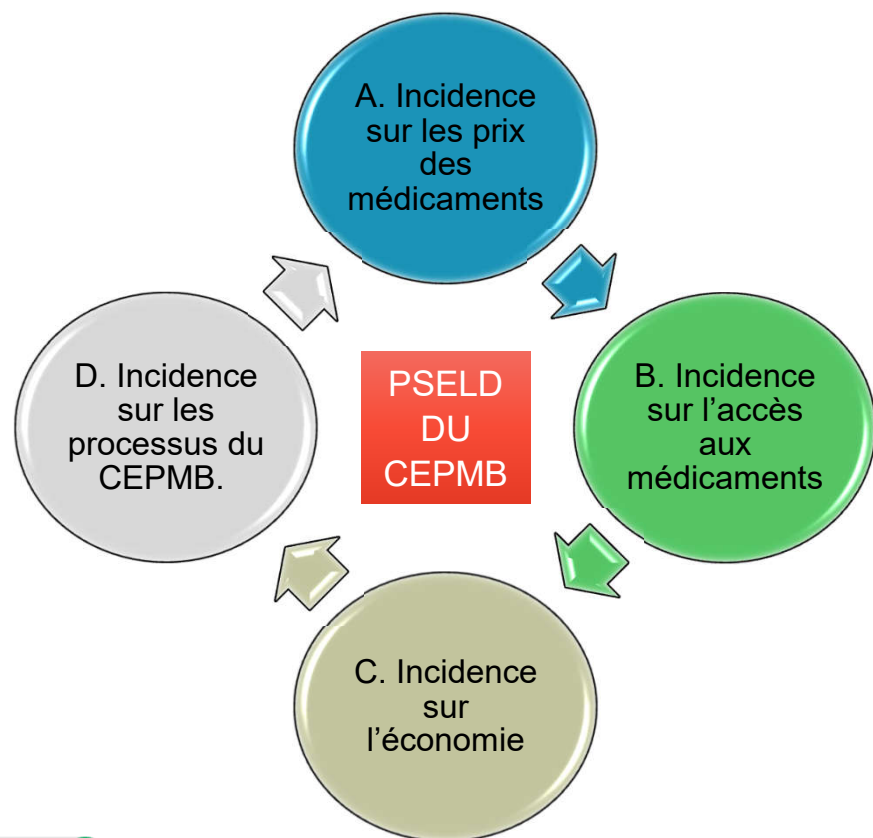 A. Incidence
sur les prix
des
médicaments
B. Incidence
sur l'accès
aux
médicaments
C. Incidence
sur
l'économie
D. Incidence
sur les
processus du
CEPMB.
PSELD
DU
CEPMB